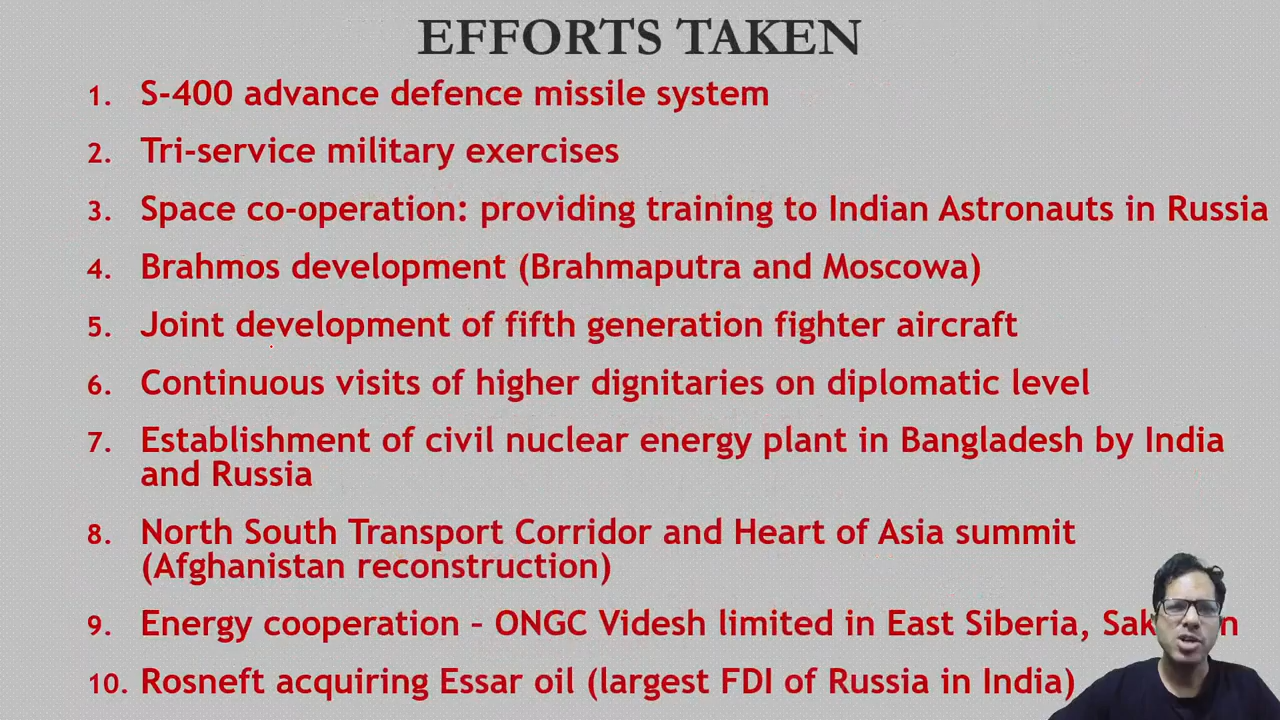 EFFORTS TAKEN
1. S-400 advance defence missile system
2. Tri-service military exercises
3. Space co-operation: providing training to Indian Astronauts in Russia
4. Brahmos development (Brahmaputra and Moscowa)
5. Joint development of fifth generation fighter aircraft
6. Continuous visits of higher dignitaries on diplomatic level
7. Establishment of civil nuclear energy plant in Bangladesh by India
and Russia
8. North South Transport Corridor and Heart of Asia summit
(Afghanistan reconstruction)
9. Energy cooperation – ONGC Videsh limited in East Siberia,
10. Rosneft acquiring Essar oil (largest FDI of Russia in India)